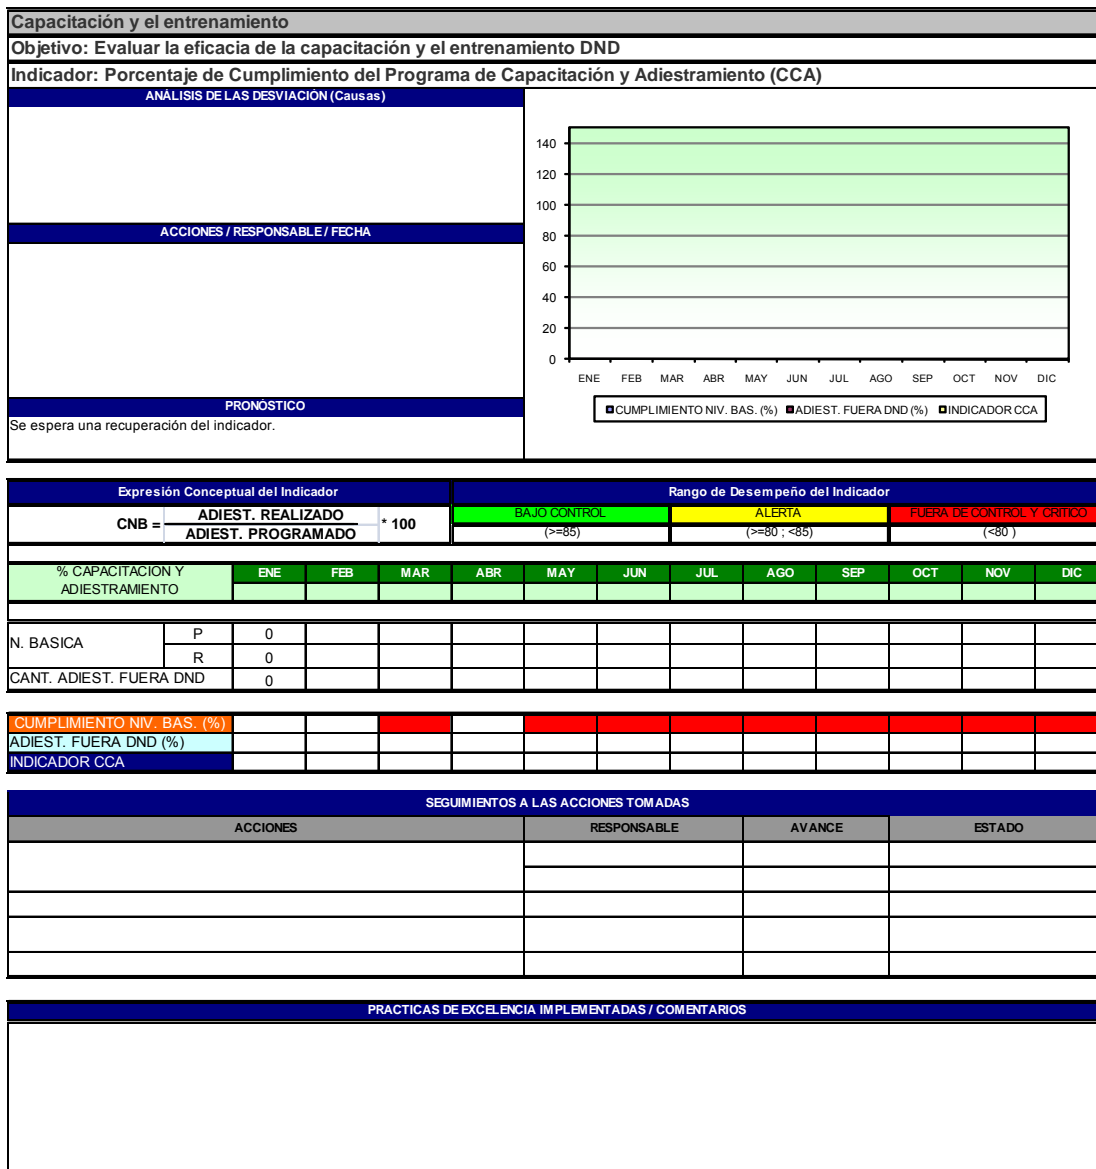 Capacitación y el entrenamiento
Objetivo: Evaluar la eficacia de la capacitación y el entrenamiento DND
Indicador: Porcentaje de Cumplimiento del Programa de Capacitación y Adiestramiento (CCA)
ANÁLISIS DE LAS DESVIACIÓN (Causas)
ACCIONES / RESPONSABLE / FECHA
PRONÓSTICO
Se espera una recuperación del indicador.
140
120
100
80
60
40
20
0
ENE FEB MAR ABR MAY JUN JUL AGO SEP OCT NOV DIC
CUMPLIMIENTO NIV. BAS. (%) ADIEST. FUERA DND (%) INDICADOR CCA
Expresión Conceptual del Indicador
CNB = ADIEST. REALIZADO * 100
ADIEST. PROGRAMADO
Rango de Desempeño del Indicador
BAJO CONTROL ALERTA FUERA DE CONTROL Y CRÍTICO
(>=85) (>=80 ; <85) (<80 )
% CAPACITACION Y ADIESTRAMIENTO ENE FEB MAR ABR MAY JUN JUL AGO SEP OCT NOV DIC
N. BASICA P 0
R 0
CANT. ADIEST. FUERA DND 0
CUMPLIMIENTO NIV. BAS. (%)
ADIEST. FUERA DND (%)
INDICADOR CCA
SEGUIMIENTOS A LAS ACCIONES TOMADAS
ACCIONES RESPONSABLE AVANCE ESTADO
PRACTICAS DE EXCELENCIA IMPLEMENTADAS / COMENTARIOS